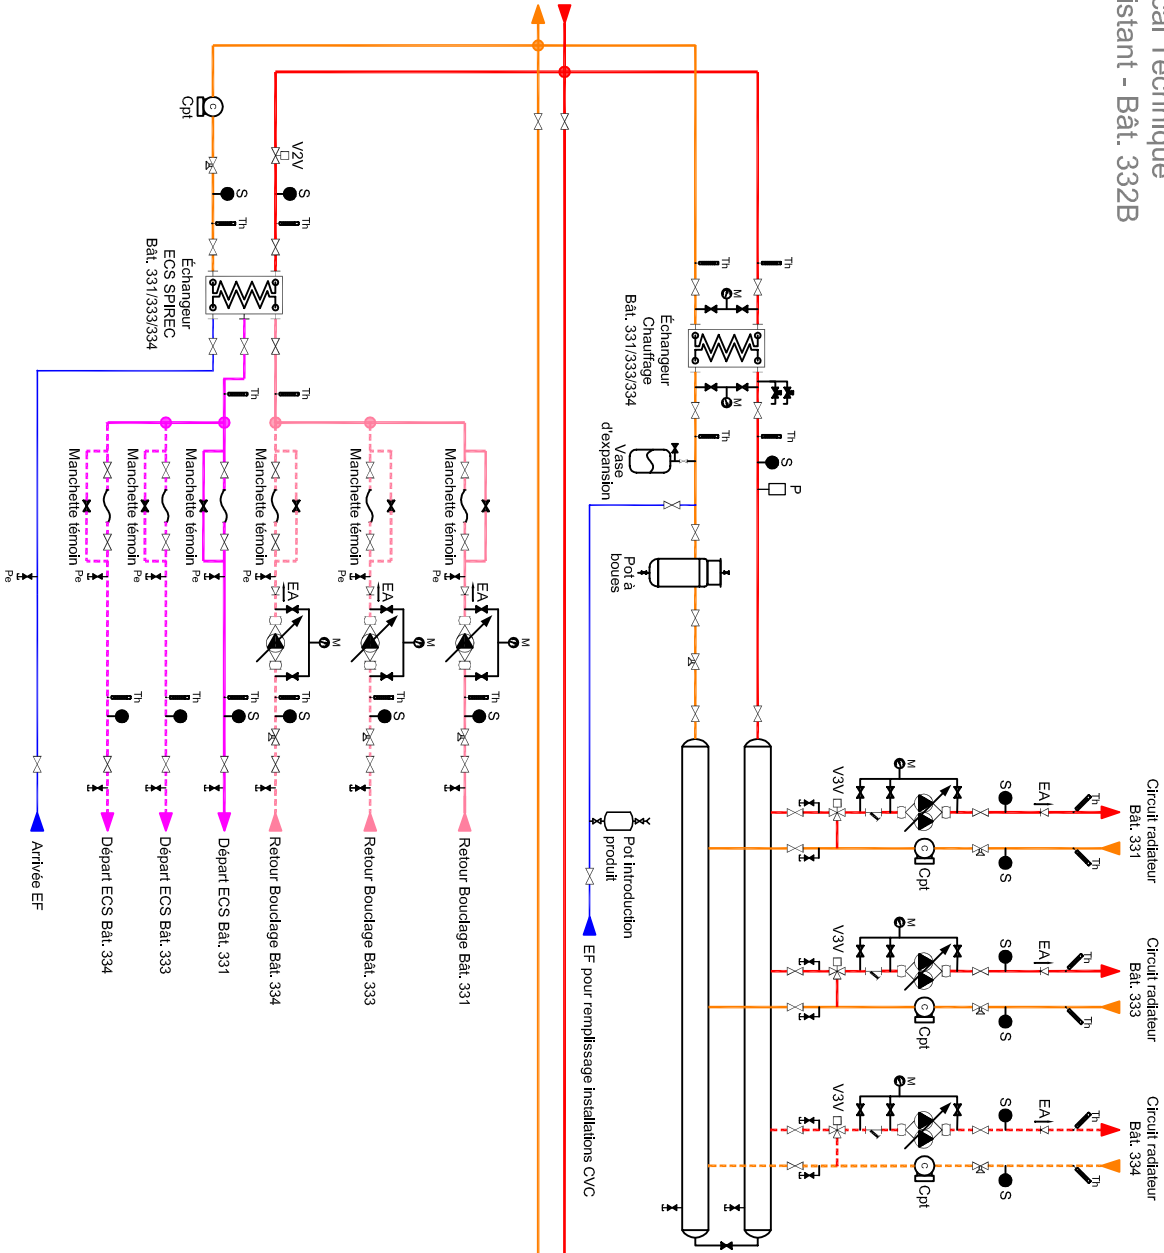 cal Technique
istant - Bât. 332B
Cpt
V2V
S
S
Th
Th
Échangeur
ECS SPIREC
Bât. 331/333/334
Th
Th
M
Échangeur
Chauffage
Bât. 331/333/334
M
Th
Th
S
P
Vase
d'expansion
Pot à
boues
Th
Th
Manchette témoin
Manchette témoin
Manchette témoin
Manchette témoin
Manchette témoin
Manchette témoin
Pe
Pe
Pe
Pe
Pe
Pe
Pe
EA
EA
EA
M
M
M
Th
Th
Th
Th
Th
Th
S
S
S
S
Arrivée EF
Départ ECS Bât. 334
Départ ECS Bât. 333
Départ ECS Bât. 331
Retour Bouclage Bât. 334
Retour Bouclage Bât. 333
Retour Bouclage Bât. 331
Pot introduction
produit
EF pour remplissage installations CVC
Circuit radiateur
Bât. 331
Th
EA
S
M
V3V
C
Cpt
S
Th
Circuit radiateur
Bât. 333
Th
EA
S
M
V3V
C
Cpt
S
Th
Circuit radiateur
Bât. 334
Th
EA
S
M
V3V
C
Cpt
S
Th
C